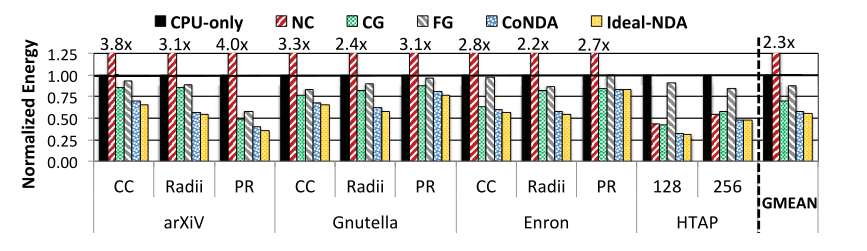 CPU-only NC CG FG CoNDA Ideal-NDA
3.8x 3.1x 4.0x 3.3x 2.4x 3.1x 2.8x 2.2x 2.7x 2.3x
Normalized Energy
1.25
1.00
0.75
0.50
0.25
0.00
CC Radii PR CC Radii PR CC Radii PR 128 256
GMEAN
arXiV Gnutella Enron HTAP